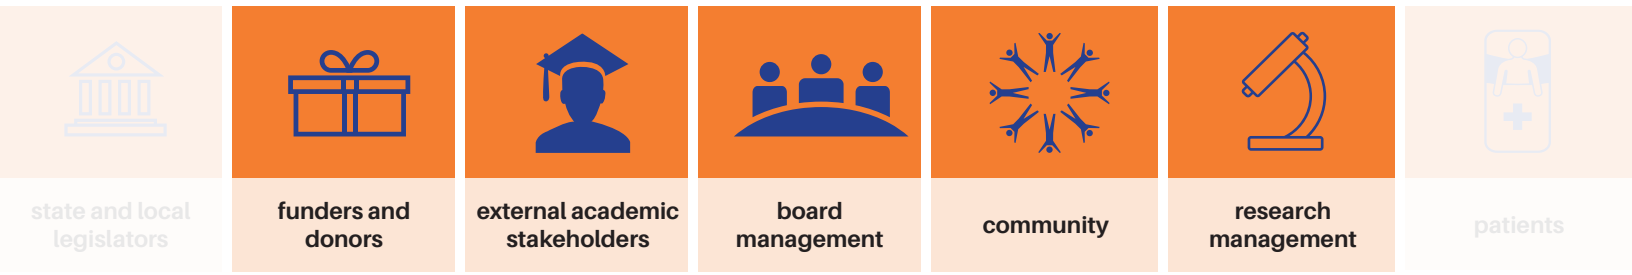 state and local
legislators
funders and
donors
external academic
stakeholders
board
management
community
research
management
patients